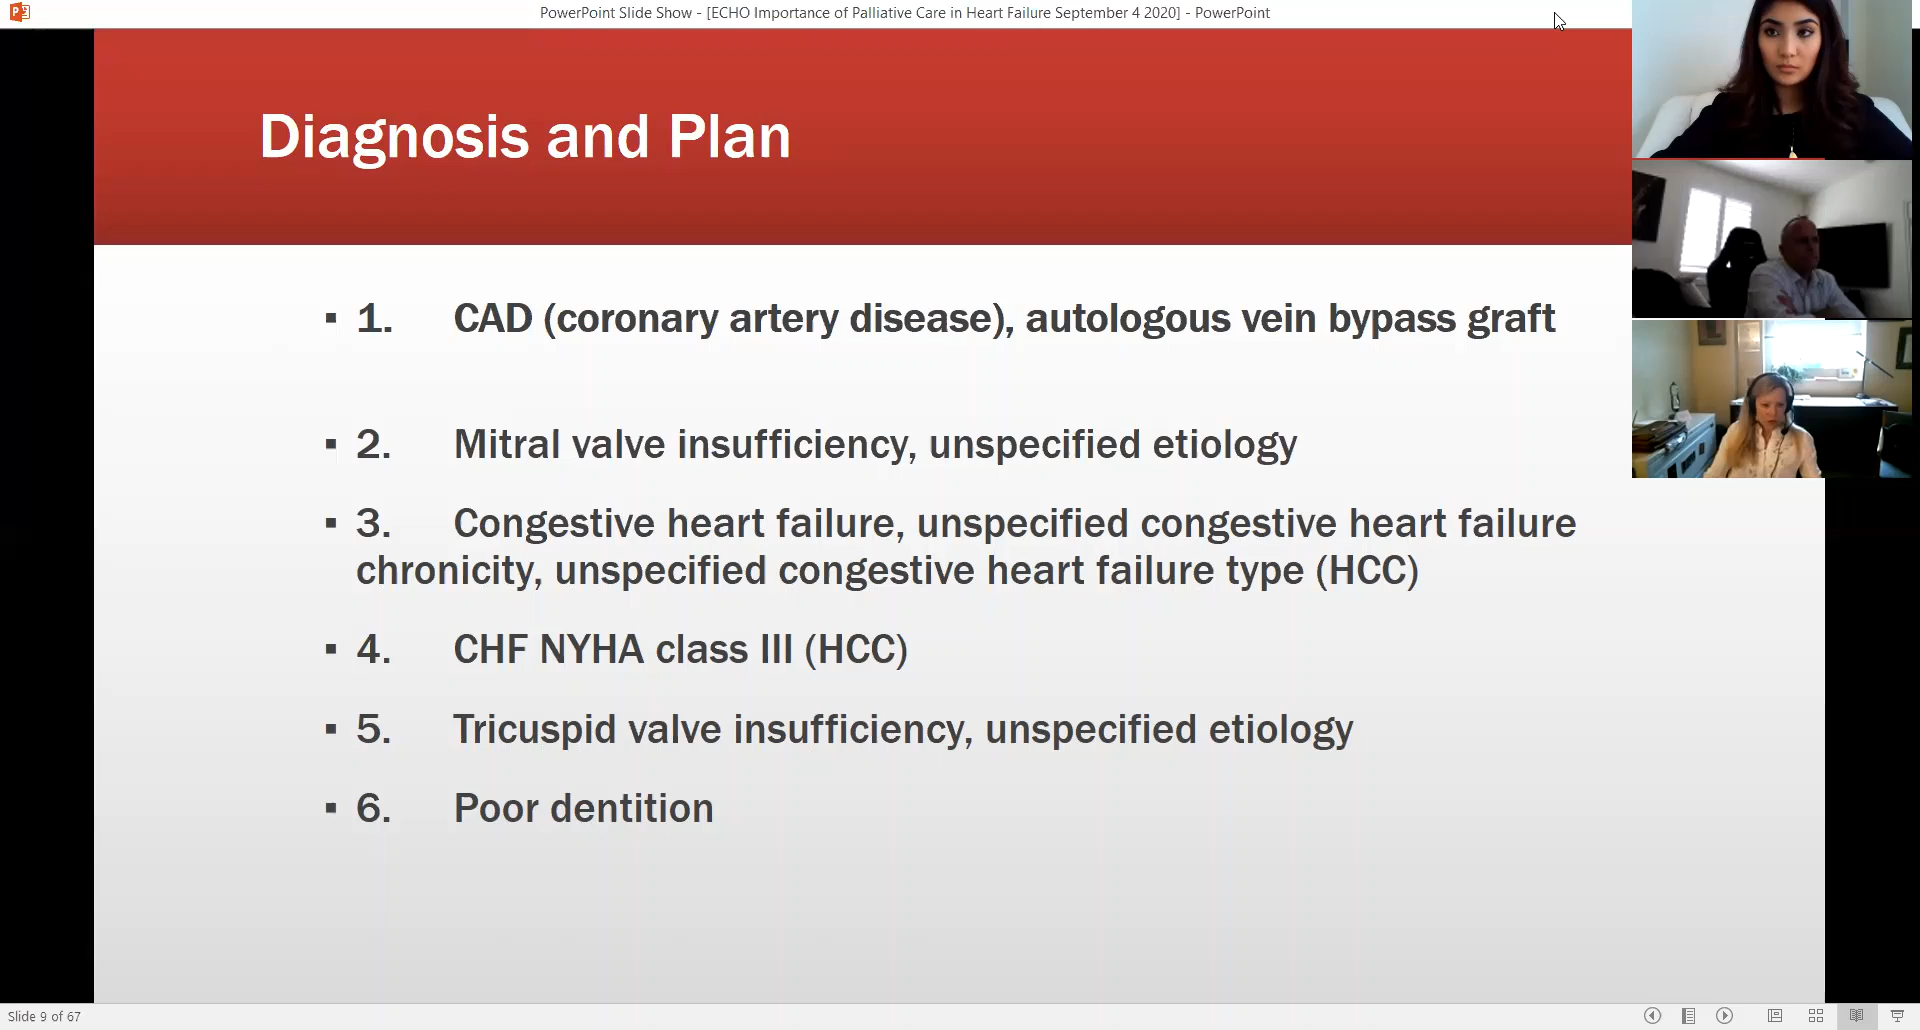 PowerPoint Slide Show - [ECHO Importance of Palliative Care in Heart Failure September 4 2020] - PowerPoint
Diagnosis and Plan
▪ 1. CAD (coronary artery disease), autologous vein bypass graft
▪ 2. Mitral valve insufficiency, unspecified etiology
▪ 3. Congestive heart failure, unspecified congestive heart failure
chronicity, unspecified congestive heart failure type (HCC)
▪ 4. CHF NYHA class III (HCC)
▪ 5. Tricuspid valve insufficiency, unspecified etiology
▪ 6. Poor dentition
Slide 9 of 67